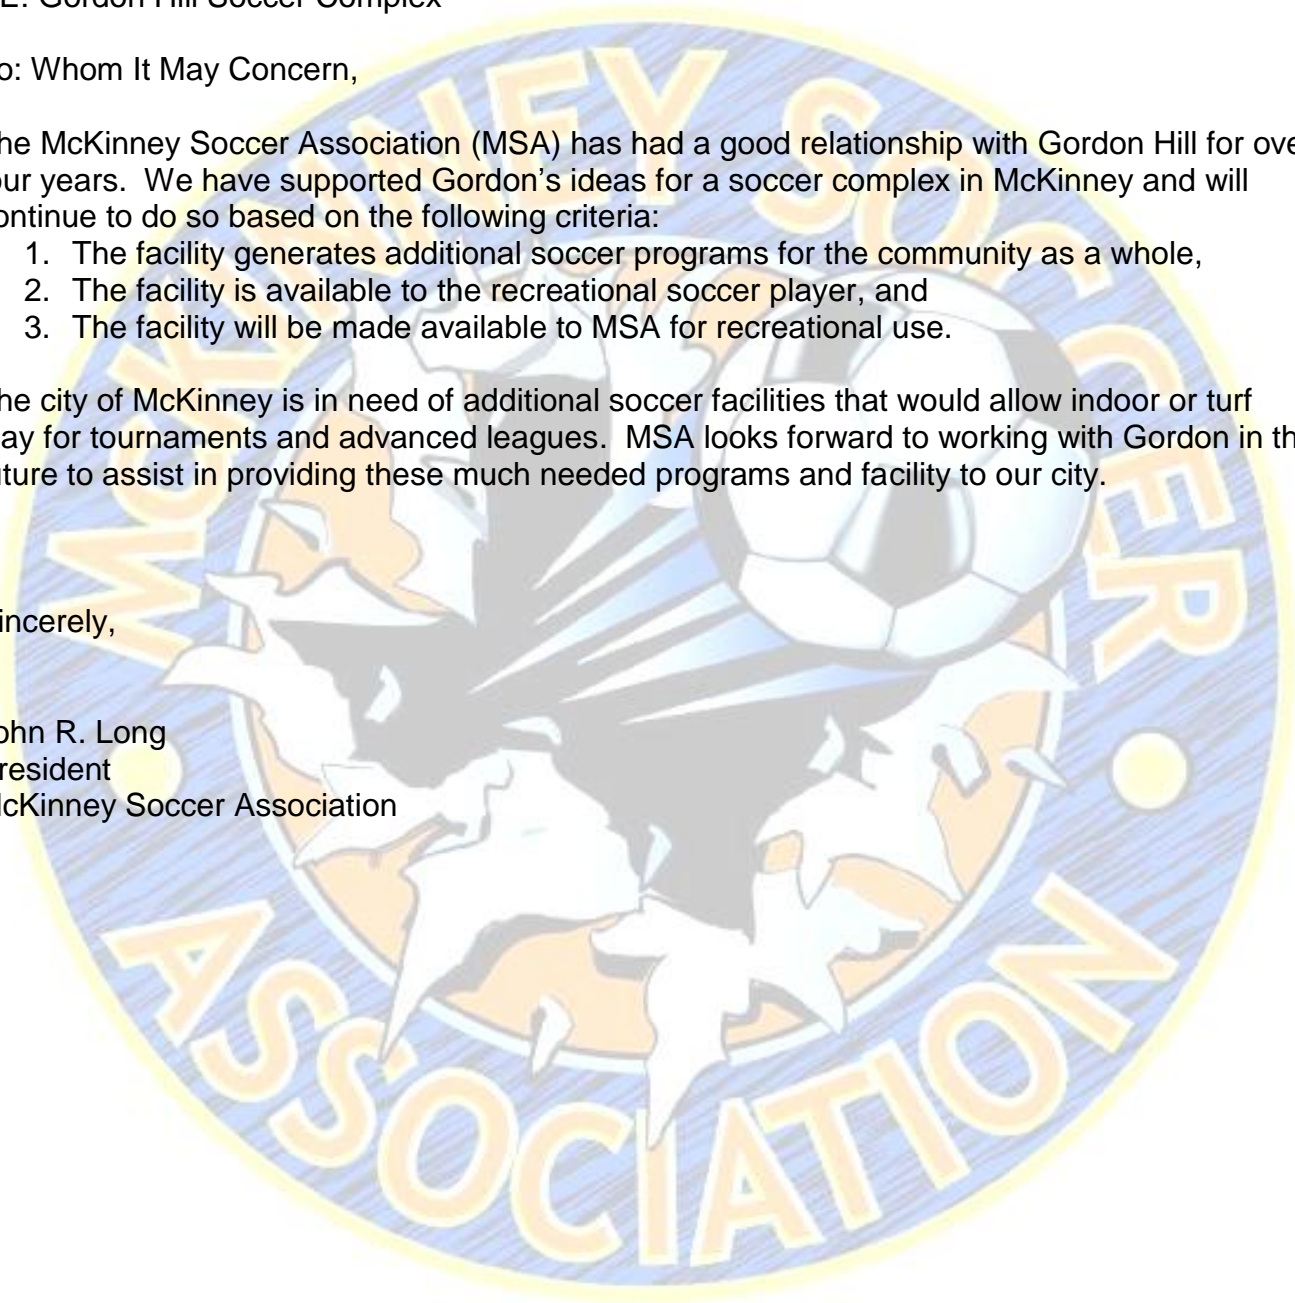 E: Gordon Hill Soccer Complex
o: Whom It May Concern,
he McKinney Soccer Association (MSA) has had a good relationship with Gordon Hill for ove
our years.  We have supported Gordon’s ideas for a soccer complex in McKinney and will
ontinue to do so based on the following criteria:
1. The facility generates additional soccer programs for the community as a whole,
2. The facility is available to the recreational soccer player, and
3. The facility will be made available to MSA for recreational use.
he city of McKinney is in need of additional soccer facilities that would allow indoor or turf
lay for tournaments and advanced leagues.  MSA looks forward to working with Gordon in th
uture to assist in providing these much needed programs and facility to our city.
incerely,
ohn R. Long
resident
cKinney Soccer Association
McKINNEY SOCCER
ASSOCIATION